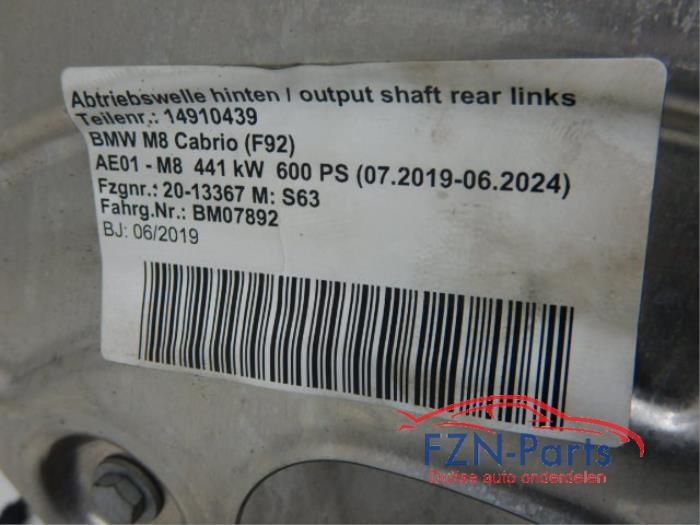 Abtriebswelle hinten / output shaft rear links
Teilenr.: 14910439
BMW M8 Cabrio (F92)
AE01 - M8 441 kW 600 PS (07.2019-06.2024)
Fzgnr.: 20-13367 M: S63
Fahrg.Nr.: BM07892
BJ: 06/2019
FZN-Parts
Duitse auto onderdelen